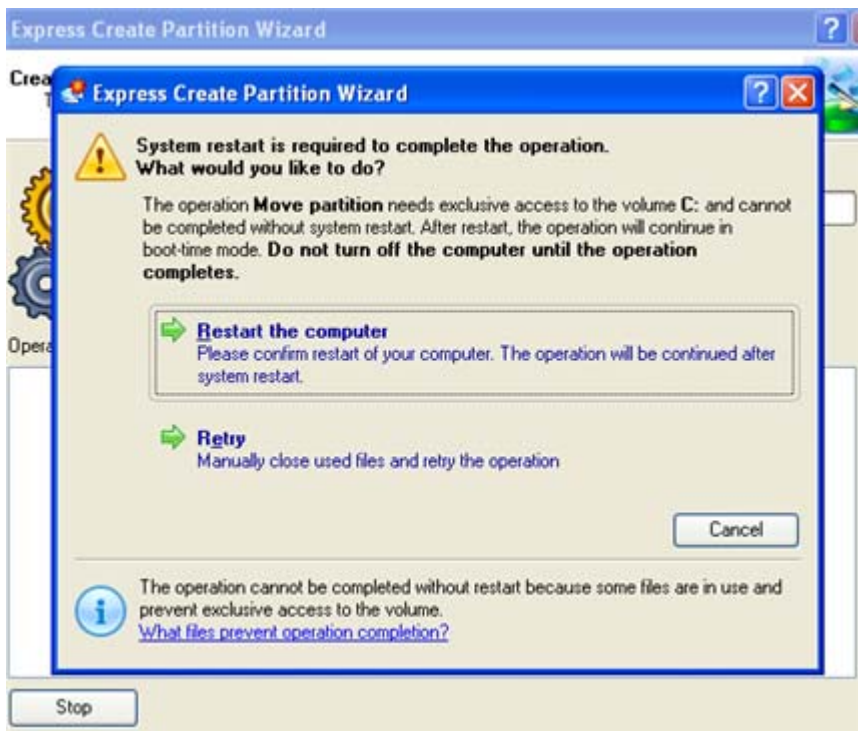 Express Create Partition Wizard
Crea
T
Express Create Partition Wizard
System restart is required to complete the operation.
What would you like to do?
The operation Move partition needs exclusive access to the volume C: and cannot
be completed without system restart. After restart, the operation will continue in
boot-time mode. Do not turn off the computer until the operation
completes.
Restart the computer
Please confirm restart of your computer. The operation will be continued after
system restart.
Opera
Retry
Manually close used files and retry the operation
Cancel
The operation cannot be completed without restart because some files are in use and
prevent exclusive access to the volume.
What files prevent operation completion?
Stop